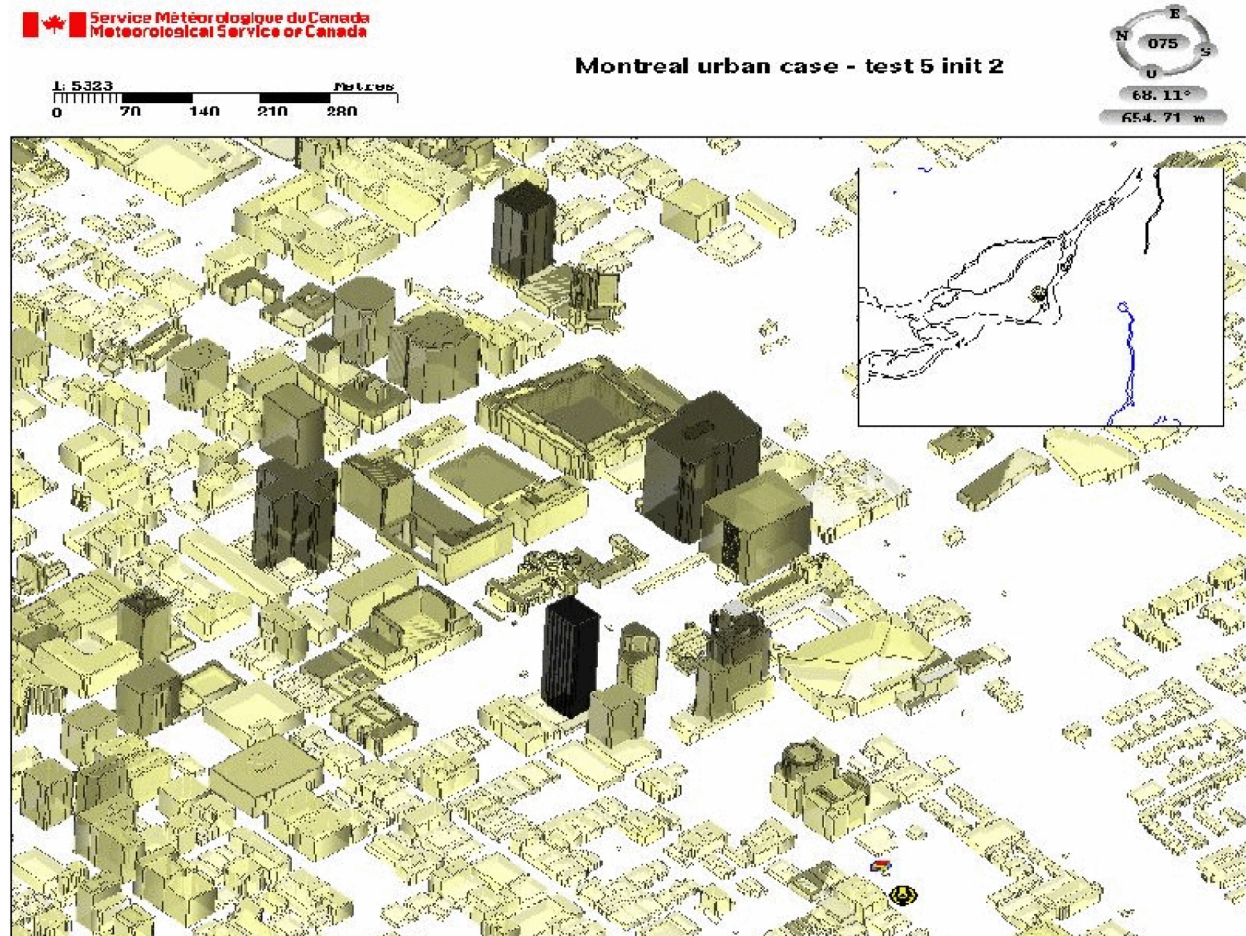 Service Météorologique du Canada
Meteorological Service of Canada
1: 5323 Metres
0 70 140 210 280
Montreal urban case - test 5 init 2
E
N 075 S
O
68. 11°
654. 71 m